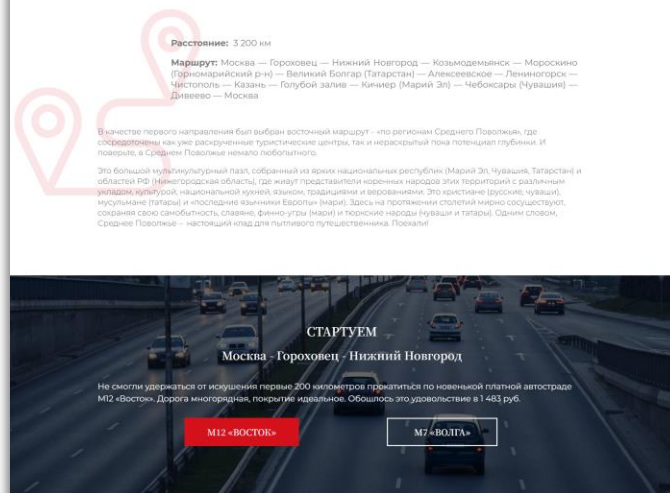 Расстояние: 3 200 км
Маршрут: Москва — Гороховец — Нижний Новгород — Козьмодемьянск — Мороскино
(Горномарийский р-н) — Великий Болгар (Татарстан) — Алексеевское — Лениногорск —
Чистополь — Казань — Голубой залив — Кичиер (Марий Эл) — Чебоксары (Чувашия) —
Дивеево — Москва
В качестве первого направления был выбран восточный маршрут - «по регионам Среднего Поволжья», где
сосредоточены как уже раскрученные туристические центры, так и нераскрытый пока потенциал глубинки. И
поверьте, в Среднем Поволжье немало любопытного.
Это большой мультикультурный пазл, собранный из ярких национальных республик (Марий Эл, Чувашия, Татарстан) и
областей РФ (Нижегородская область), где живут представители коренных народов этих территорий с различным
укладом, культурой, национальной кухней, языком, традициями и верованиями. Это христиане (русские, чуваши),
мусульмане (татары) и «последние язычники Европы» (мари). Здесь на протяжении столетий мирно сосуществуют,
сохраняя свою самобытность, славяне, финно-угры (мари) и тюркские народы (чуваши и татары). Одним словом,
Среднее Поволжье – настоящий клад для пытливого путешественника. Поехали!
СТАРТУЕМ
Москва - Гороховец - Нижний Новгород
Не смогли удержаться от искушения первые 200 километров прокатиться по новенькой платной автостраде
М12 «Восток». Дорога многорядная, покрытие идеальное. Обошлось это удовольствие в 1 483 руб.
М12 «ВОСТОК»
М7 «ВОЛГА»